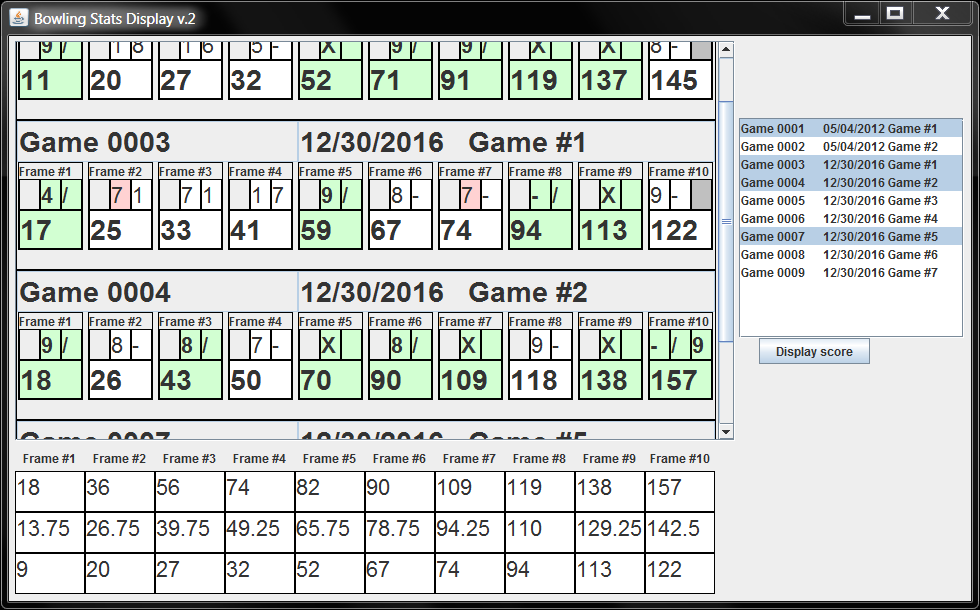 Bowling Stats Display v.2
9 / 1 8 1 6 5 - X 9 / 9 / X X 8 -
11 20 27 32 52 71 91 119 137 145
Game 0003 12/30/2016 Game #1
Frame #1 Frame #2 Frame #3 Frame #4 Frame #5 Frame #6 Frame #7 Frame #8 Frame #9 Frame #10
4 / 7 1 7 1 1 7 9 / 8 - 7 - - / X 9 -
17 25 33 41 59 67 74 94 113 122
Game 0004 12/30/2016 Game #2
Frame #1 Frame #2 Frame #3 Frame #4 Frame #5 Frame #6 Frame #7 Frame #8 Frame #9 Frame #10
9 / 8 - 8 / 7 - X 8 / X 9 - X - / 9
18 26 43 50 70 90 109 118 138 157
Game 0007 12/30/2016 Game #5
Game 0001 05/04/2012 Game #1
Game 0002 05/04/2012 Game #2
Game 0003 12/30/2016 Game #1
Game 0004 12/30/2016 Game #2
Game 0005 12/30/2016 Game #3
Game 0006 12/30/2016 Game #4
Game 0007 12/30/2016 Game #5
Game 0008 12/30/2016 Game #6
Game 0009 12/30/2016 Game #7
Display score
Frame #1 Frame #2 Frame #3 Frame #4 Frame #5 Frame #6 Frame #7 Frame #8 Frame #9 Frame #10
18 36 56 74 82 90 109 119 138 157
13.75 26.75 39.75 49.25 65.75 78.75 94.25 110 129.25 142.5
9 20 27 32 52 67 74 94 113 122